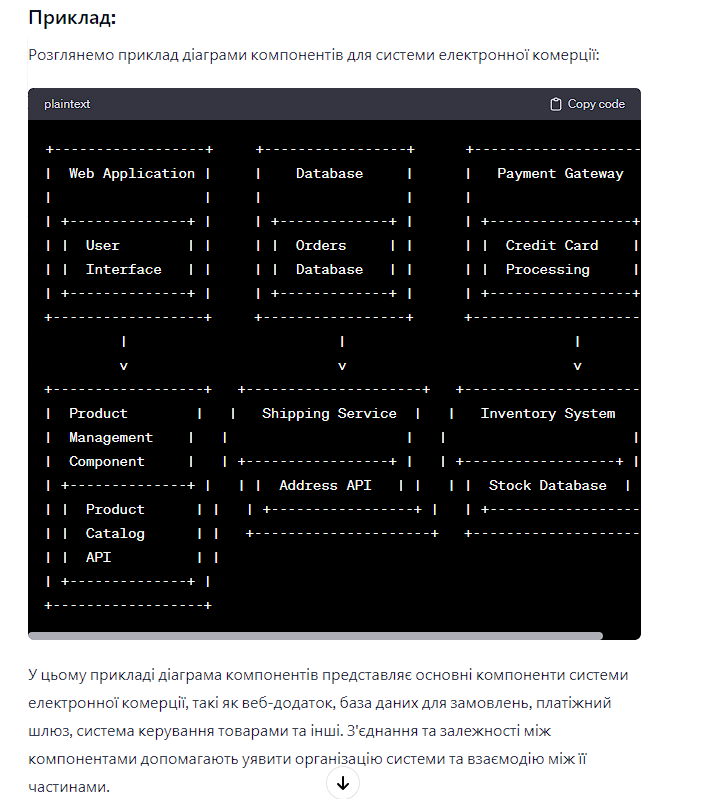 Приклад:
Розглянемо приклад діаграми компонентів для системи електронної комерції:
plaintext Copy code
+------------------+     +-----------------+      +--------------------
|  Web Application |     |    Database     |      |   Payment Gateway
|                  |     |                 |      |
| +--------------+ |     | +-------------+ |      | +-----------------+
| |  User        | |     | |  Orders     | |      | |  Credit Card    |
| |  Interface   | |     | |  Database   | |      | |  Processing     |
| +--------------+ |     | +-------------+ |      | +-----------------+
+------------------+     +-----------------+      +--------------------
         |                         |                           |
         v                         v                           v
+------------------+   +---------------------+   +---------------------
|  Product        |   |   Shipping Service  |   |   Inventory System
|  Management    |   |                     |   |                      |
|  Component     |   | +-----------------+ |   | +------------------+ |
| +--------------+ |   | |  Address API   | |   | |  Stock Database  |
| |  Product      | |   | +-----------------+ |   | +------------------
| |  Catalog      | |   +---------------------+   +--------------------
| |  API          | |
| +--------------+ |
+------------------+
У цьому прикладі діаграма компонентів представляє основні компоненти системи
електронної комерції, такі як веб-додаток, база даних для замовлень, платіжний
шлюз, система керування товарами та інші. З'єднання та залежності між
компонентами допомагають уявити організацію системи та взаємодію між її
частинами.